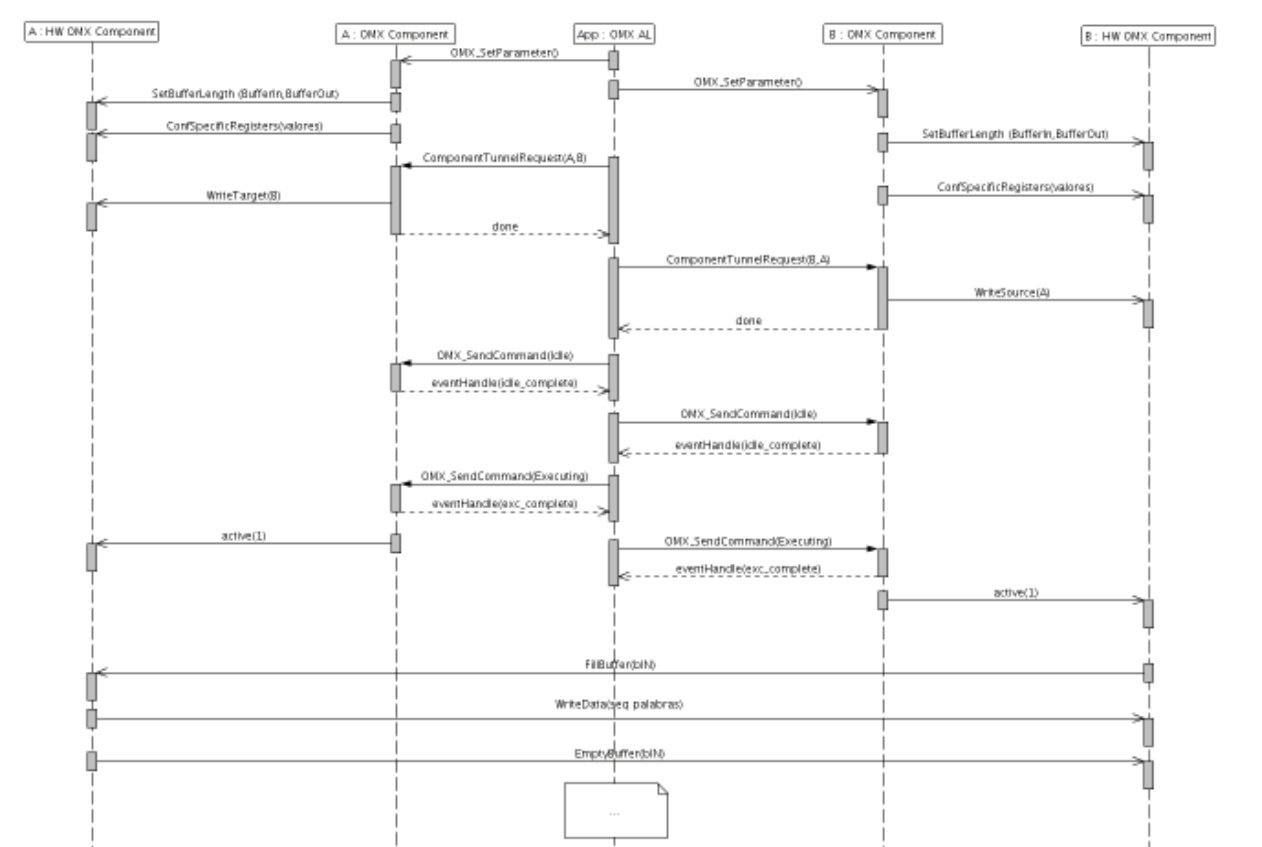 A : HW OMX Component
A : OMX Component
App : OMX AL
B : OMX Component
B : HW OMX Component
OMX_SetParameter()
OMX_SetParameter()
SetBufferLength (BufferIn,BufferOut)
ConfSpecificRegisters(valores)
SetBufferLength (BufferIn,BufferOut)
ComponentTunnelRequest(A,B)
ConfSpecificRegisters(valores)
WriteTarget(B)
done
ComponentTunnelRequest(B,A)
WriteSource(A)
done
OMX_SendCommand(Idle)
eventHandle(idle_complete)
OMX_SendCommand(Idle)
eventHandle(idle_complete)
OMX_SendCommand(Executing)
eventHandle(exc_complete)
active(1)
OMX_SendCommand(Executing)
eventHandle(exc_complete)
active(1)
FillBuffer(bIN)
WriteData(seq palabras)
EmptyBuffer(bIN)
...